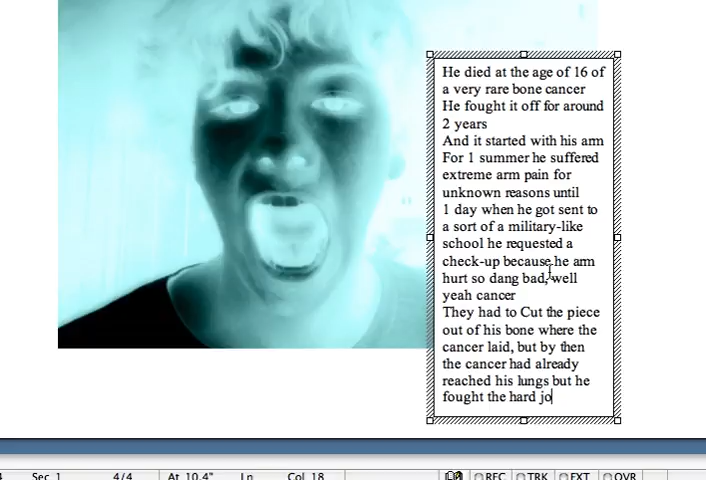 He died at the age of 16 of
a very rare bone cancer
He fought it off for around
2 years
And it started with his arm
For 1 summer he suffered
extreme arm pain for
unknown reasons until
1 day when he got sent to
a sort of a military-like
school he requested a
check-up because he arm
hurt so dang bad, well
yeah cancer
They had to Cut the piece
out of his bone where the
cancer laid, but by then
the cancer had already
reached his lungs but he
fought the hard jo
Sec 1 4/4 At 10.4" Ln Col 18 REC TRK EXT OVR